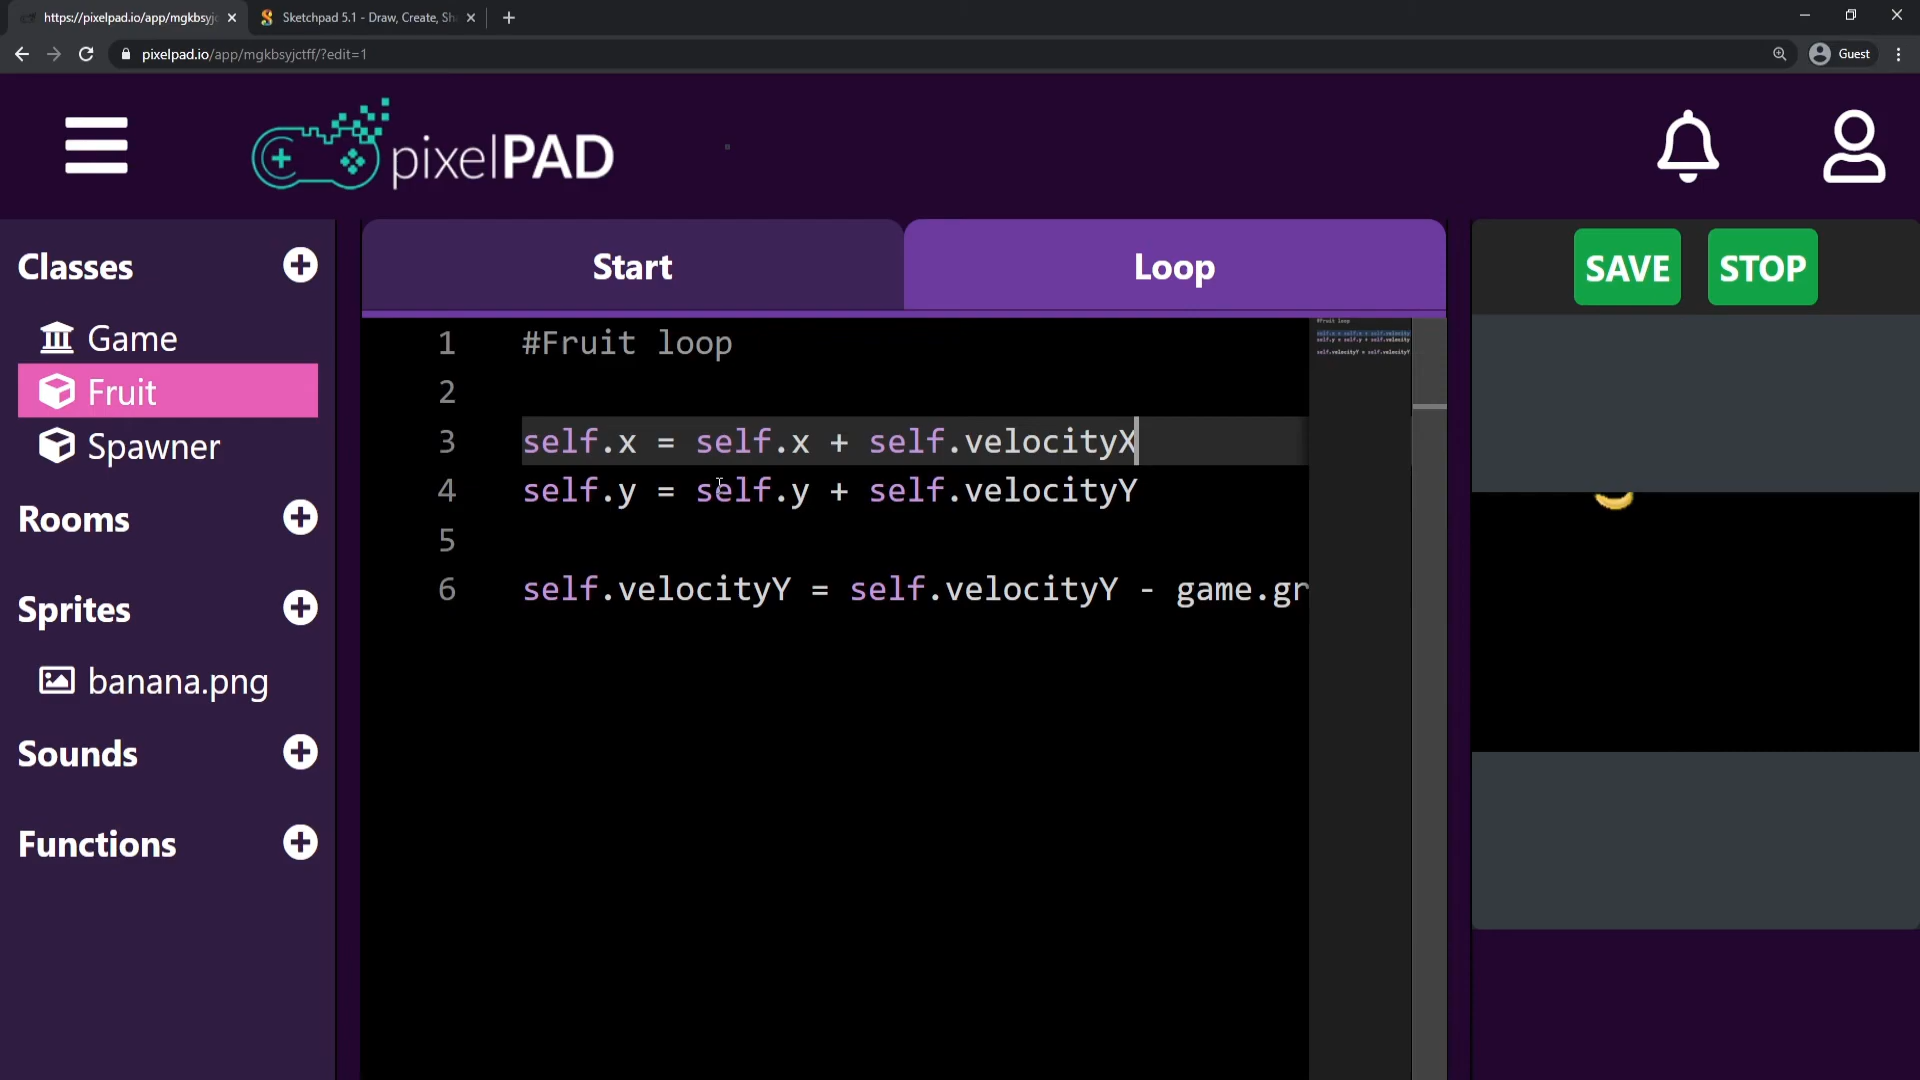 https://pixelpad.io/app/mgkbsyjc
Sketchpad 5.1 - Draw, Create, Sh
pixelpad.io/app/mgkbsyjctff/?edit=1
Guest
pixelPAD
Classes
Game
Fruit
Spawner
Rooms
Sprites
banana.png
Sounds
Functions
Start
Loop
1 #Fruit loop
2
3 self.x = self.x + self.velocityX
4 self.y = self.y + self.velocityY
5
6 self.velocityY = self.velocityY - game.gr
SAVE
STOP